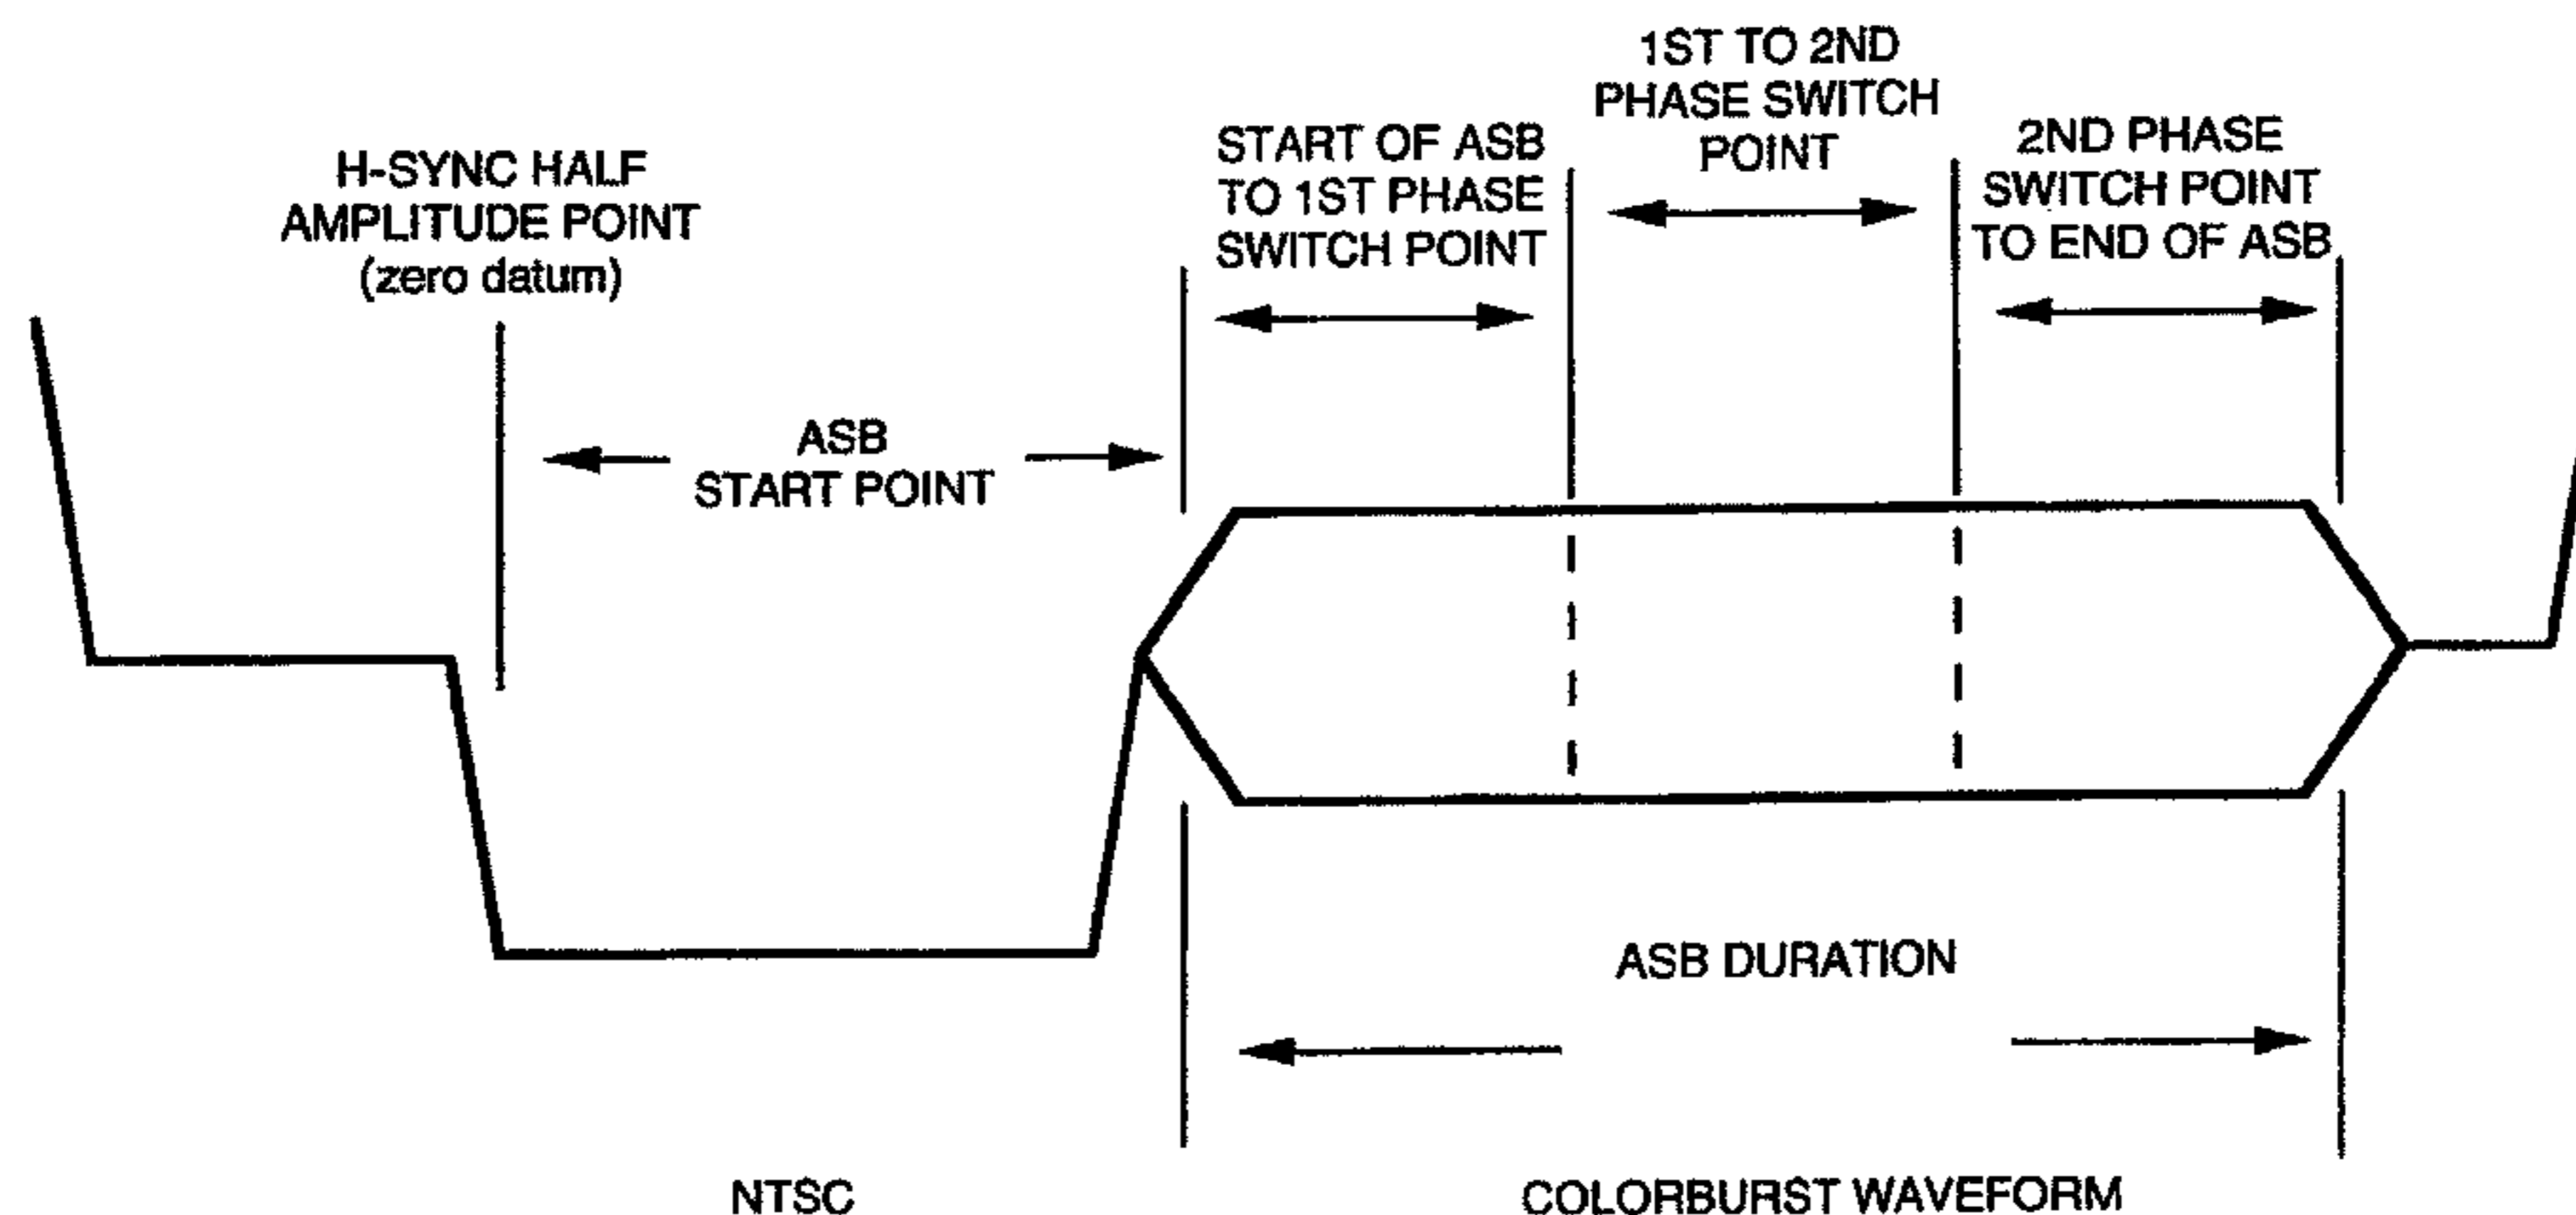 1ST TO 2ND
PHASE SWITCH
POINT
START OF ASB
TO 1ST PHASE
SWITCH POINT
2ND PHASE
SWITCH POINT
TO END OF ASB
H-SYNC HALF
AMPLITUDE POINT
(zero datum)
ASB
START POINT
ASB DURATION
NTSC
COLORBURST WAVEFORM